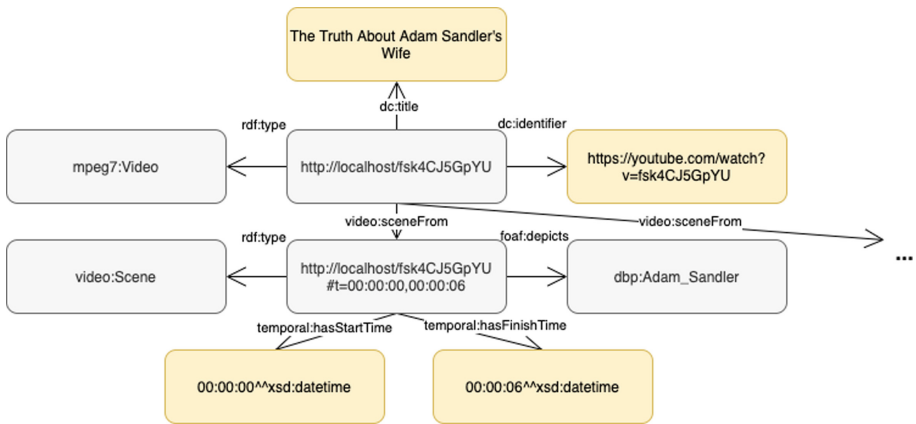 The Truth About Adam Sandler's
Wife
dc:title
rdf:type
dc:identifier
mpeg7:Video
http://localhost/fsk4CJ5GpYU
https://youtube.com/watch?
v=fsk4CJ5GpYU
video:sceneFrom
video:sceneFrom
rdf:type
foaf:depicts
...
video:Scene
http://localhost/fsk4CJ5GpYU
#t=00:00:00,00:00:06
dbp:Adam_Sandler
temporal:hasStartTime
temporal:hasFinishTime
00:00:00^^xsd:datetime
00:00:06^^xsd:datetime